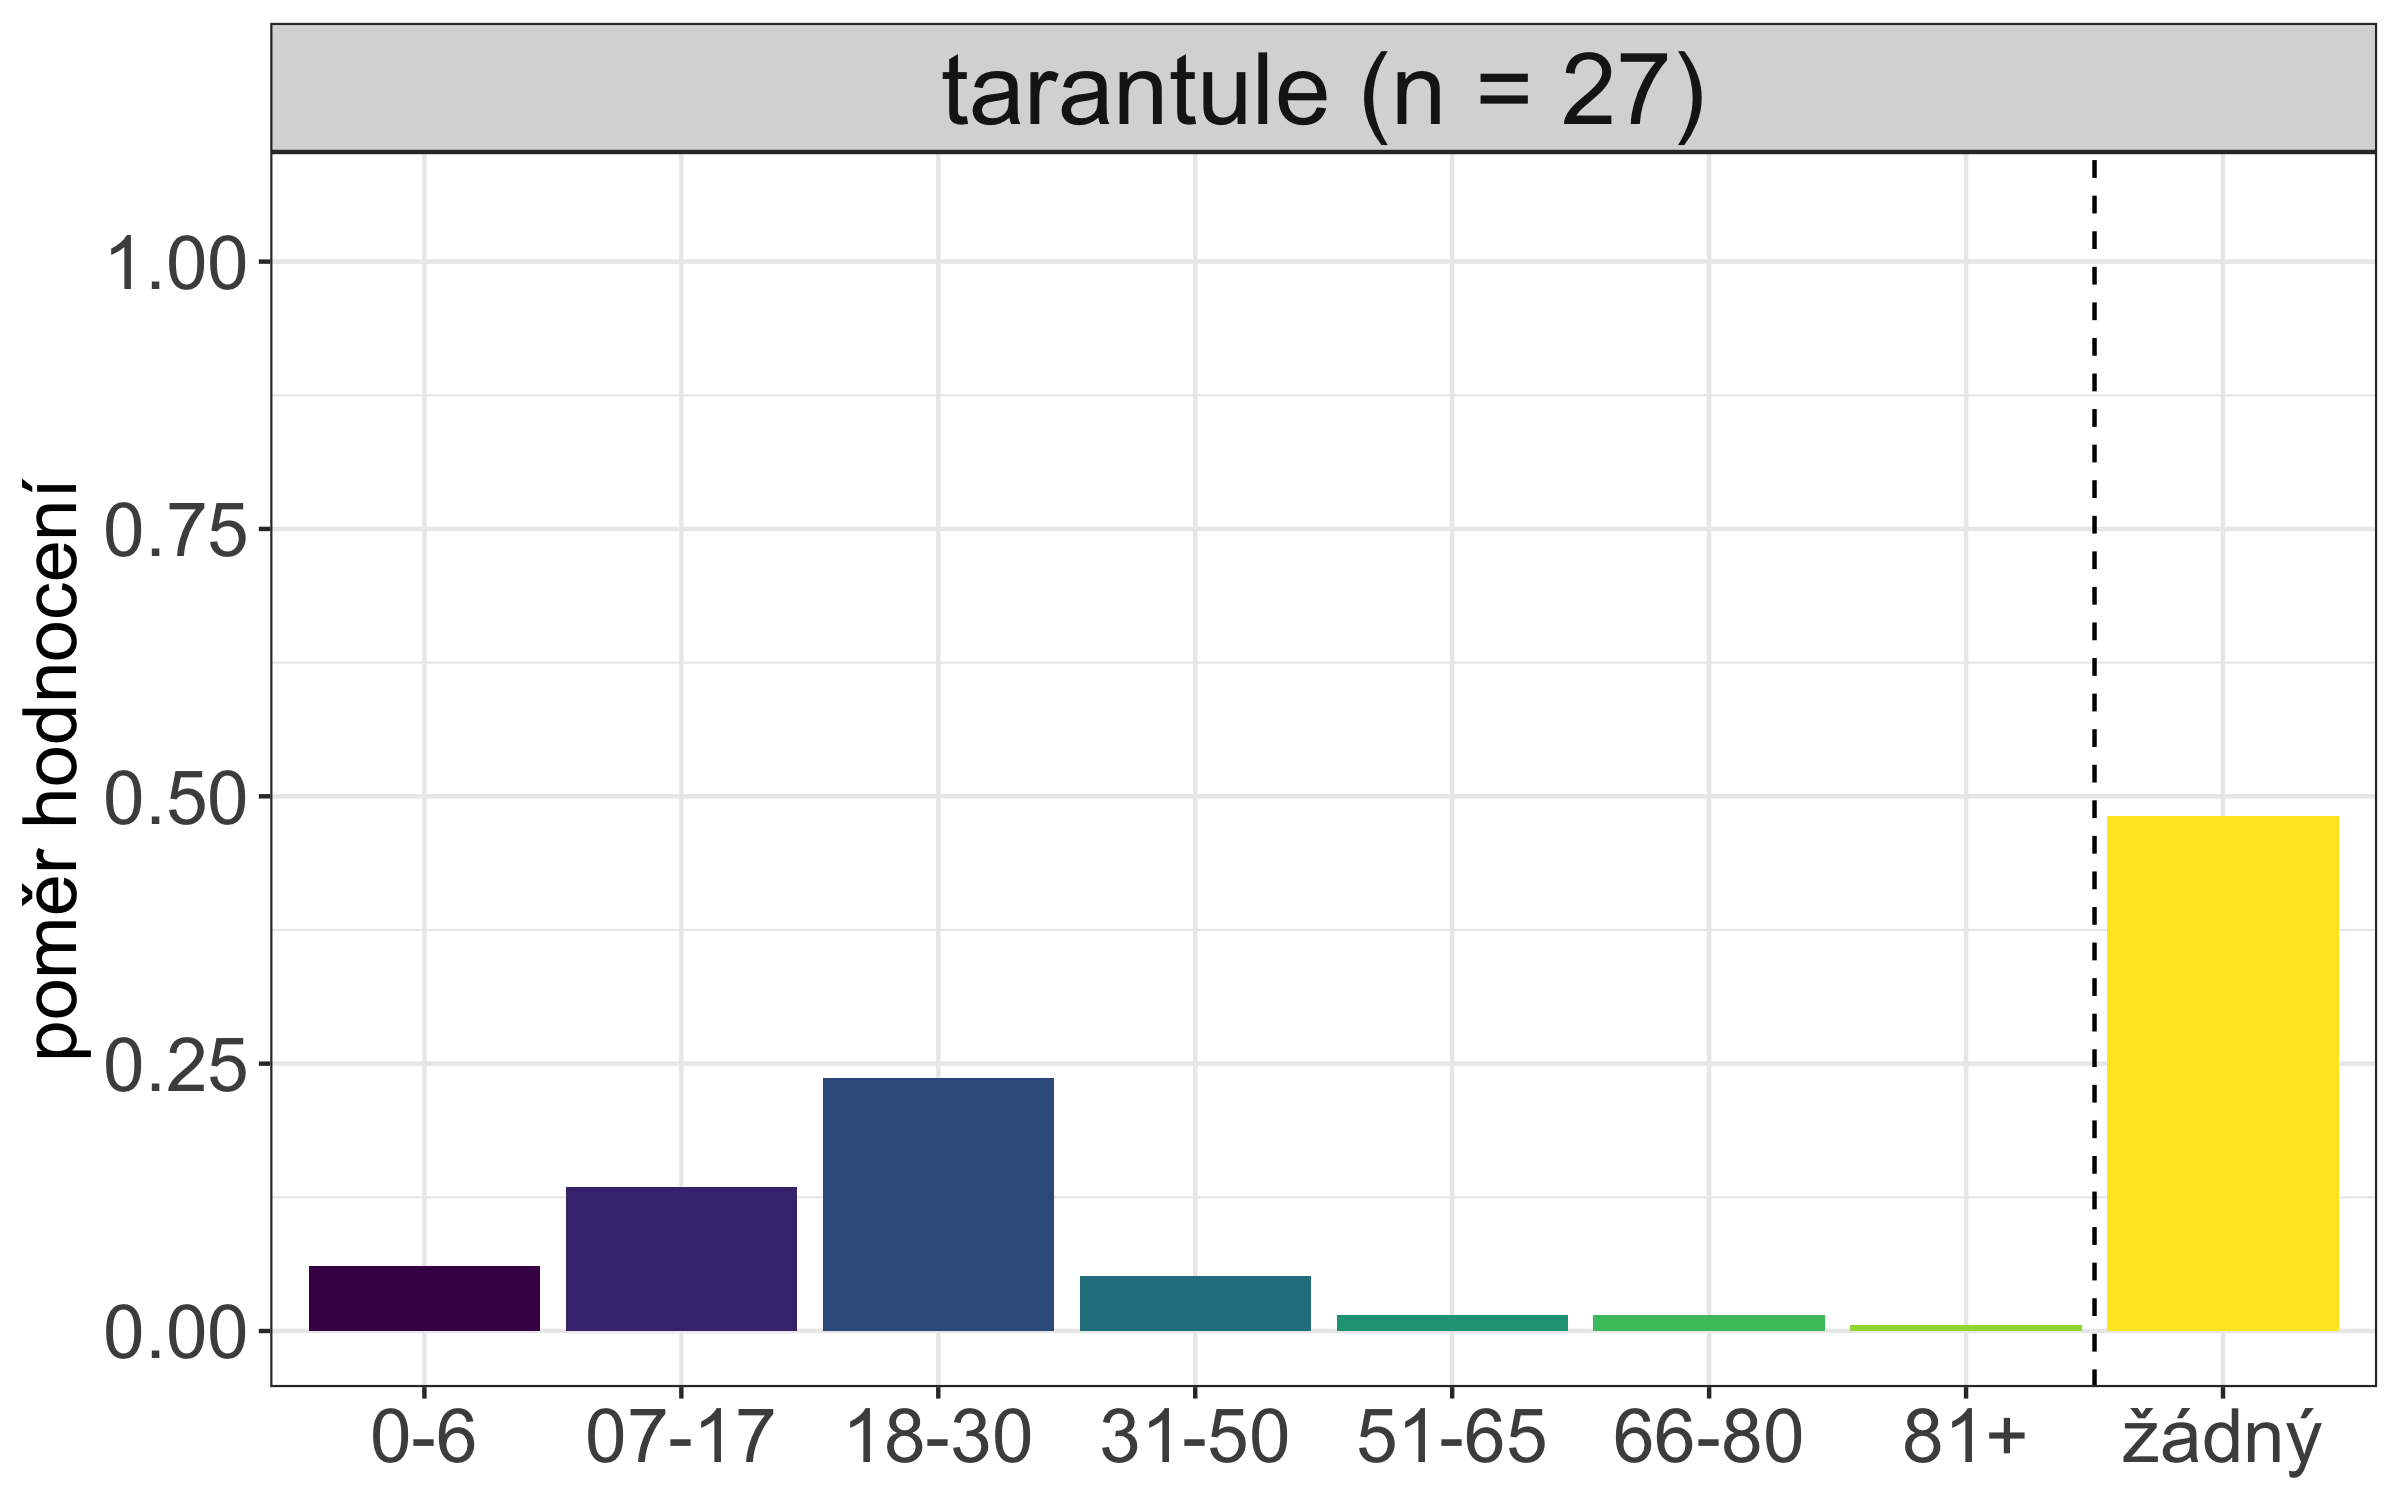 tarantule (n = 27)
poměr hodnocení
1.00
0.75
0.50
0.25
0.00
0-6 07-17 18-30 31-50 51-65 66-80 81+ žádný